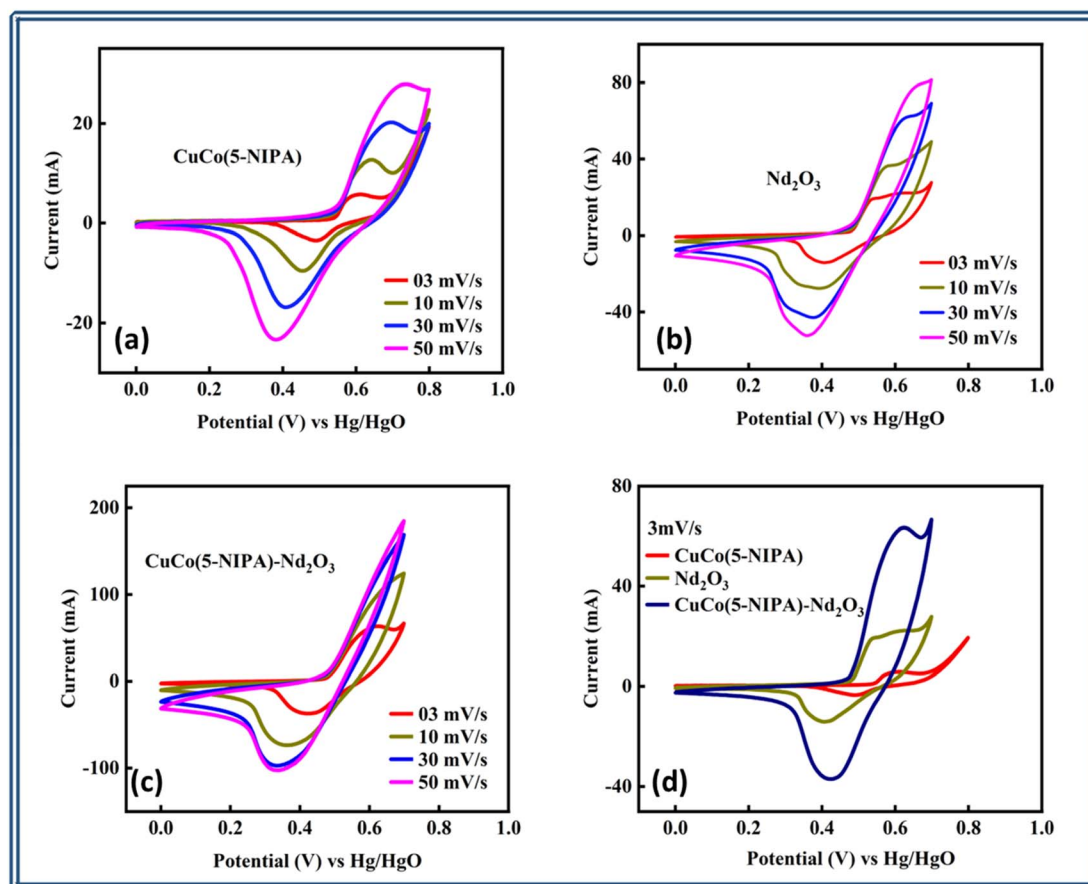 CuCo(5-NIPA)
Current (mA)
20
0
-20
03 mV/s
10 mV/s
30 mV/s
50 mV/s
(a)
0.0 0.2 0.4 0.6 0.8 1.0
Potential (V) vs Hg/HgO
Nd₂O₃
Current (mA)
80
40
0
-40
03 mV/s
10 mV/s
30 mV/s
50 mV/s
(b)
0.0 0.2 0.4 0.6 0.8 1.0
Potential (V) vs Hg/HgO
CuCo(5-NIPA)-Nd₂O₃
Current (mA)
200
100
0
-100
03 mV/s
10 mV/s
30 mV/s
50 mV/s
(c)
0.0 0.2 0.4 0.6 0.8 1.0
Potential (V) vs Hg/HgO
3mV/s
CuCo(5-NIPA)
Nd₂O₃
CuCo(5-NIPA)-Nd₂O₃
Current (mA)
80
40
0
-40
(d)
0.0 0.2 0.4 0.6 0.8 1.0
Potential (V) vs Hg/HgO